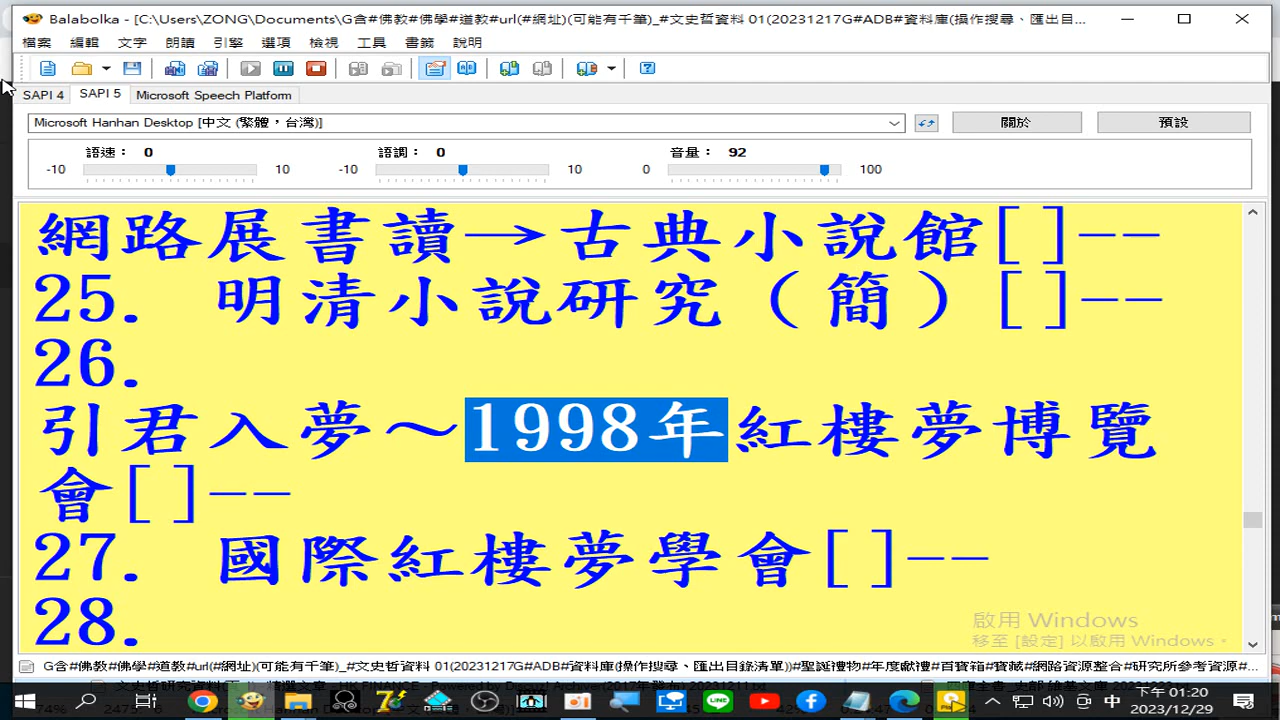 Balabolka - [C:\Users\ZONG\Documents\G含#佛教#佛學#道教#url(#網址)(可能有千筆)_#文史哲資料 01(20231217G#ADB#資料庫(操作搜尋、匯出目...
檔案 編輯 文字 朗讀 引擎 選項 檢視 工具 書籤 說明
SAPI 4 SAPI 5 Microsoft Speech Platform
Microsoft Hanhan Desktop [中文 (繁體，台灣)] 關於 預設
語速： 0 語調： 0 音量： 92
-10 10 -10 10 0 100
網路展書讀→古典小說館[ ]--
25. 明清小說研究（簡）[ ]--
26.
引君入夢～1998年紅樓夢博覽
會[ ]--
27. 國際紅樓夢學會[ ]--
28.
啟用 Windows
移至 [設定] 以啟用 Windows。
G含#佛教#佛學#道教#url(#網址)(可能有千筆)_#文史哲資料 01(20231217G#ADB#資料庫(操作搜尋、匯出目錄清單))#聖誕禮物#年度獻禮#百寶箱#寶藏#網路資源整合#研究所參考資源#...
中
下午 01:20
2023/12/29